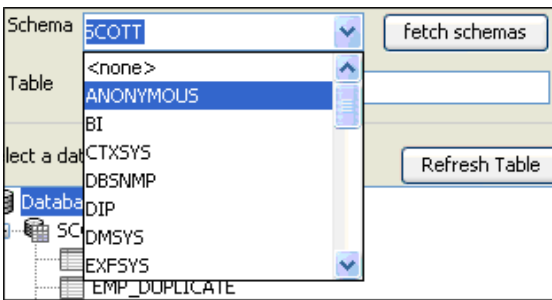 Schema SCOTT fetch schemas
<none>
Table ANONYMOUS
BI
lect a dat CTXSYS Refresh Table
DBSNMP
Databa DIP
SC DMSYS
EXFSYS
EMP_DUPLICATE